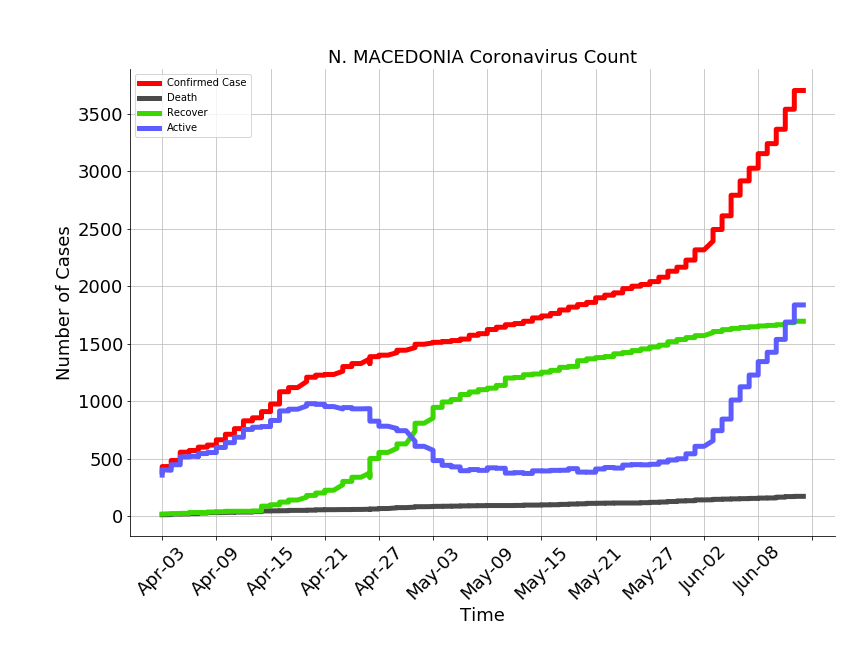 N. MACEDONIA Coronavirus Count
Confirmed Case
Death
Recover
Active
Number of Cases
3500
3000
2500
2000
1500
1000
500
0
Apr-03
Apr-09
Apr-15
Apr-21
Apr-27
May-03
May-09
May-15
May-21
May-27
Jun-02
Jun-08
Time